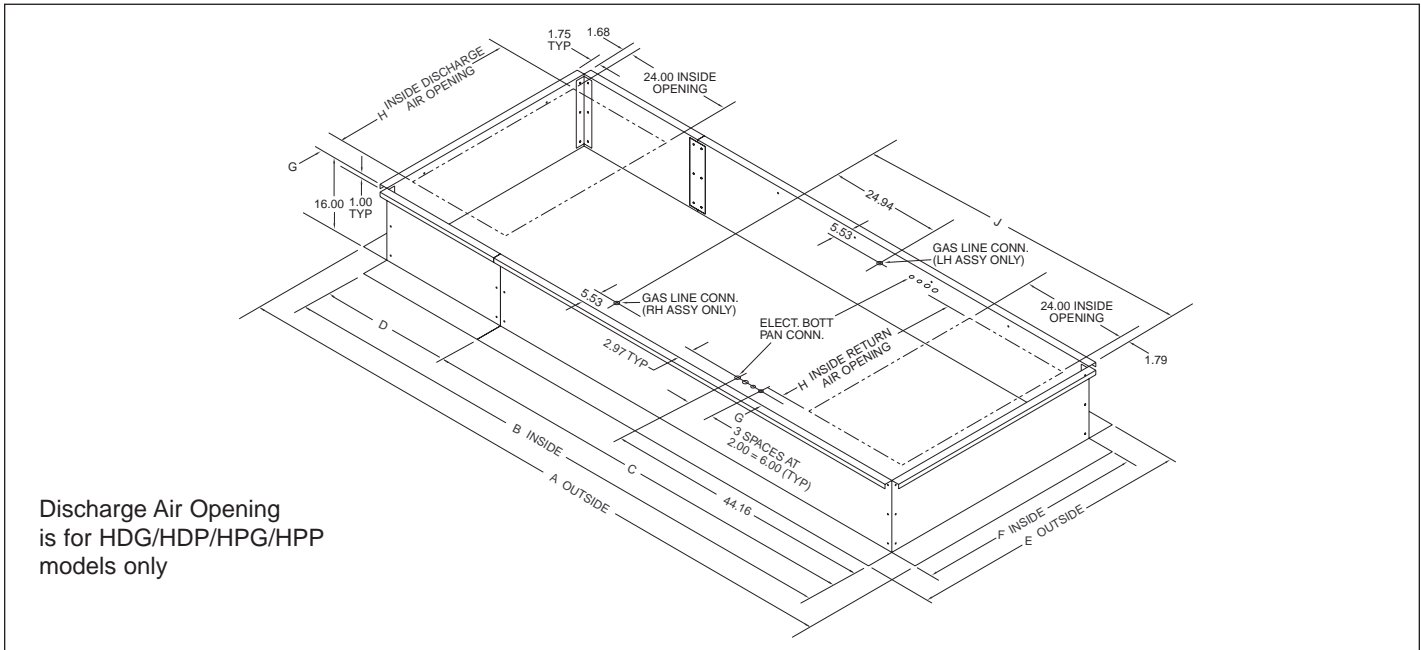 1.75
TYP
1.68
24.00 INSIDE
OPENING
H INSIDE DISCHARGE
AIR OPENING
G
16.00
1.00
TYP
24.94
J
5.53"
GAS LINE CONN.
(LH ASSY ONLY)
5.53
GAS LINE CONN.
(RH ASSY ONLY)
24.00 INSIDE
OPENING
ELECT. BOTT
PAN CONN.
1.79
D
2.97 TYP
H INSIDE RETURN
AIR OPENING
G
3 SPACES AT
2.00 = 6.00 (TYP)
B INSIDE
C
A OUTSIDE
44.16
F INSIDE
E OUTSIDE
Discharge Air Opening
is for HDG/HDP/HPG/HPP
models only